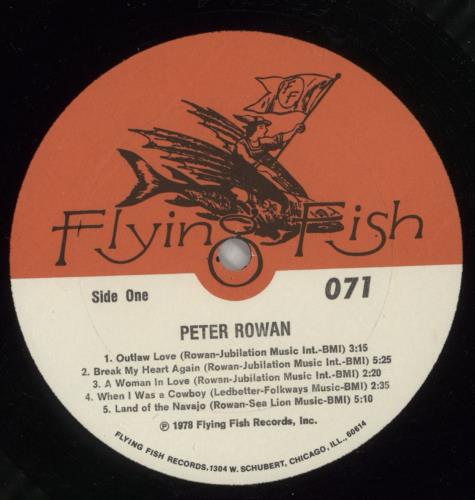 FF
Flying Fish
Side One
071
PETER ROWAN
1. Outlaw Love (Rowan-Jubilation Music Int.-BMI) 3:15
2. Break My Heart Again (Rowan-Jubilation Music Int.-BMI) 5:25
3. A Woman In Love (Rowan-Jubilation Music Int.-BMI) 2:20
4. When I Was a Cowboy (Ledbetter-Folkways Music-BMI) 2:35
5. Land of the Navajo (Rowan-Sea Lion Music-BMI) 5:10
℗ 1978 Flying Fish Records, Inc.
FLYING FISH RECORDS, 1304 W. SCHUBERT, CHICAGO, ILL., 60614